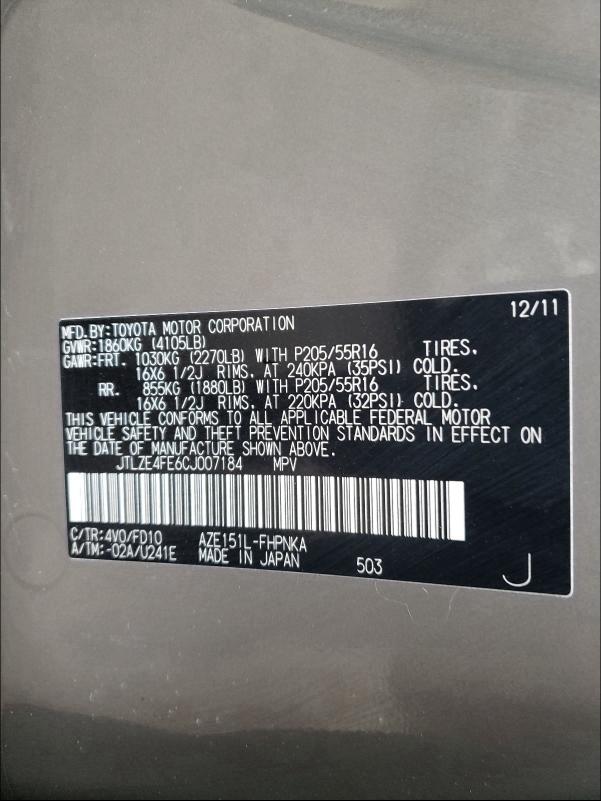 12/11
MFD.BY:TOYOTA MOTOR CORPORATION
GVWR:1860KG (4105LB)
GAWR:FRT. 1030KG (2270LB) WITH P205/55R16 TIRES.
16X6 1/2J RIMS. AT 240KPA (35PSI) COLD.
RR. 855KG (1880LB) WITH P205/55R16 TIRES.
16X6 1/2J RIMS. AT 220KPA (32PSI) COLD.
THIS VEHICLE CONFORMS TO ALL APPLICABLE FEDERAL MOTOR
VEHICLE SAFETY AND THEFT PREVENTION STANDARDS IN EFFECT ON
THE DATE OF MANUFACTURE SHOWN ABOVE.
JTLZE4FE6CJ007184 MPV
C/TR:4V0/FD10 AZE151L-FHPNKA
A/TM:-02A/U241E MADE IN JAPAN 503 J